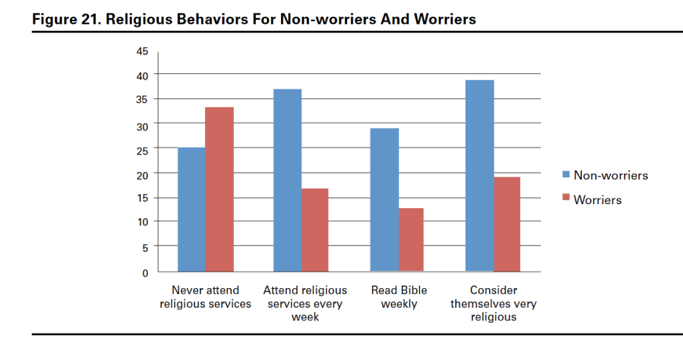 Figure 21. Religious Behaviors For Non-worriers And Worriers
45
40
35
30
25
20
15
10
5
0
Non-worriers
Worriers
Never attend
religious services
Attend religious
services every
week
Read Bible
weekly
Consider
themselves very
religious